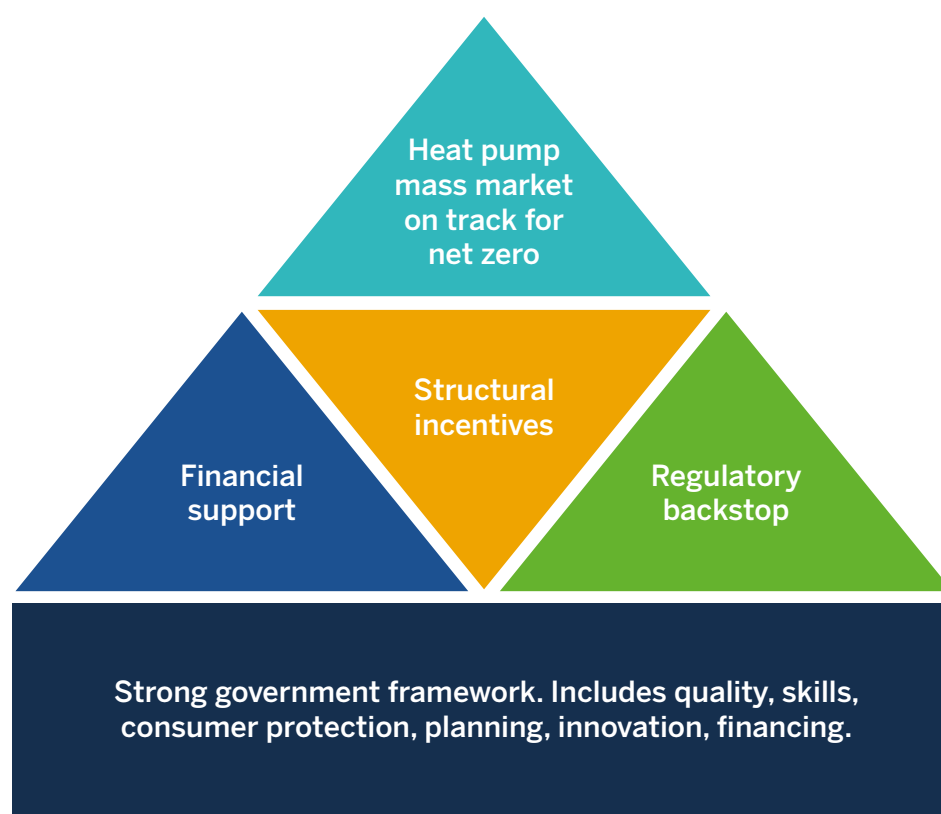 Heat pump
mass market
on track for
net zero
Structural
incentives
Financial
support
Regulatory
backstop
Strong government framework. Includes quality, skills,
consumer protection, planning, innovation, financing.